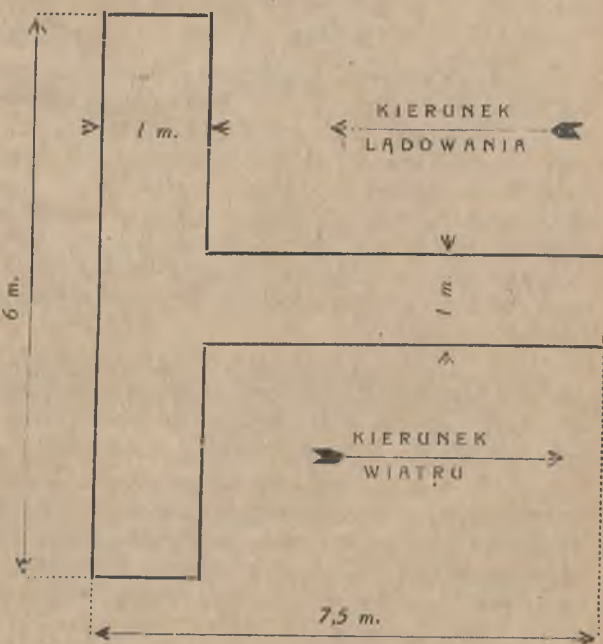 KIERUNEK
LĄDOWANIA
1 m.
6 m.
1 m.
KIERUNEK
WIATRU
7,5 m.